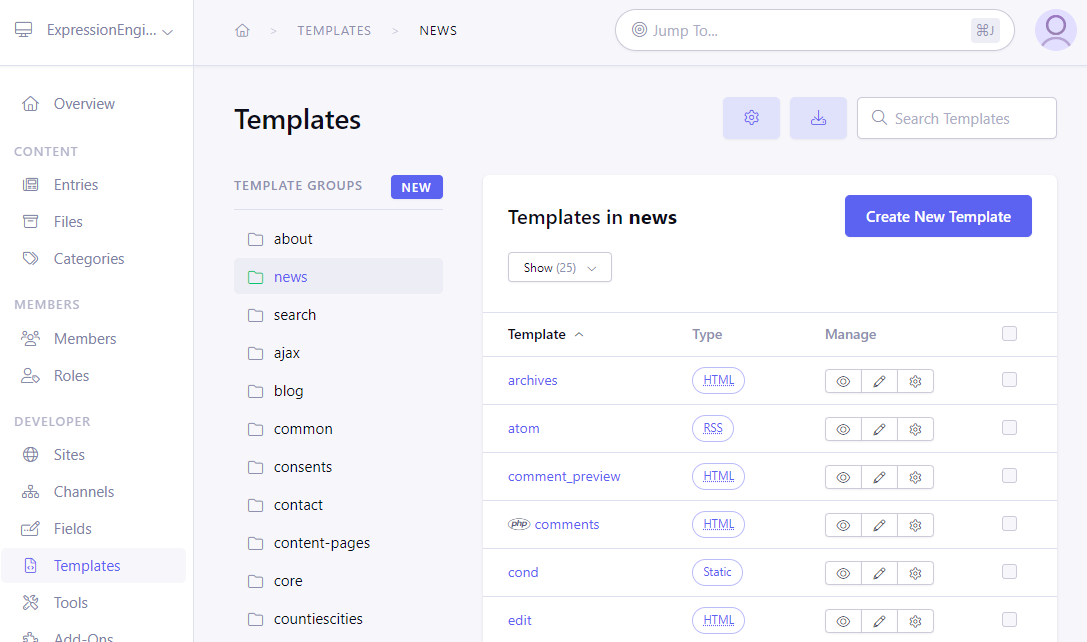 ExpressionEngi...
TEMPLATES > NEWS
Jump To...
⌘J
Overview
CONTENT
Entries
Files
Categories
MEMBERS
Members
Roles
DEVELOPER
Sites
Channels
Fields
Templates
Tools
Add-Ons
Templates
Search Templates
TEMPLATE GROUPS
NEW
about
news
search
ajax
blog
common
consents
contact
content-pages
core
countiescities
Templates in news
Create New Template
Show (25)
Template Type Manage
archives HTML
atom RSS
comment_preview HTML
php comments HTML
cond Static
edit HTML